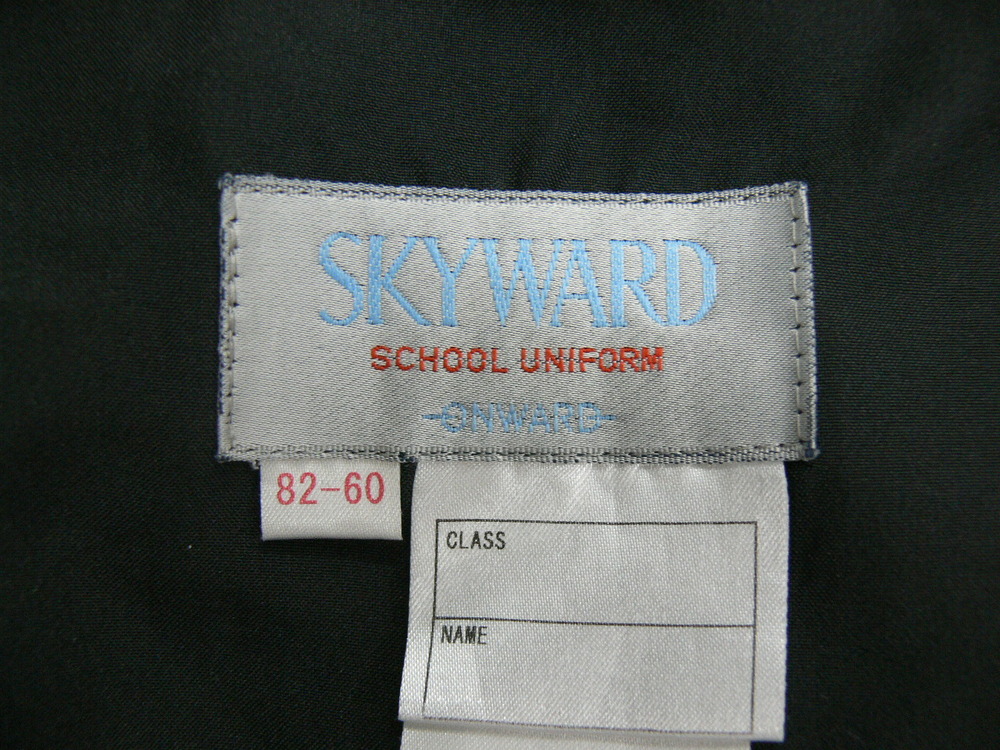 SKYWARD
SCHOOL UNIFORM
ONWARD
82-60
CLASS
NAME